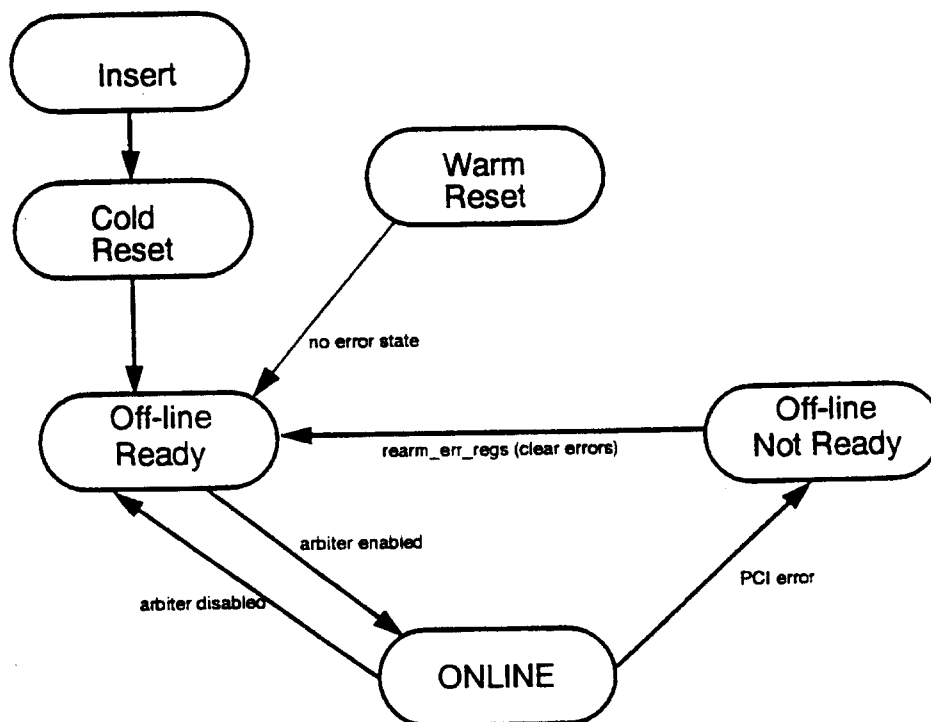 Insert
Warm
Reset
Cold
Reset
no error state
Off-line
Ready
Off-line
Not Ready
rearm_err_regs (clear errors)
arbiter enabled
PCI error
arbiter disabled
ONLINE